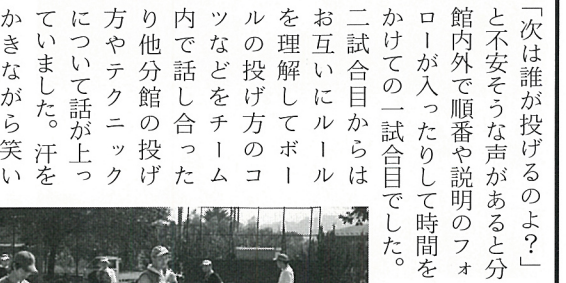 「次は誰が投げるのよ？」
と不安そうな声があると分
館内外で順番や説明のフォ
ローが入ったりして時間を
かけての一試合目でした。
二試合目からは
お互いにルール
を理解してボー
ルの投げ方のコ
ツなどをチーム
内で話し合った
り他分館の投げ
方やテクニック
について話が上っ
ていました。汗を
かきながら笑い